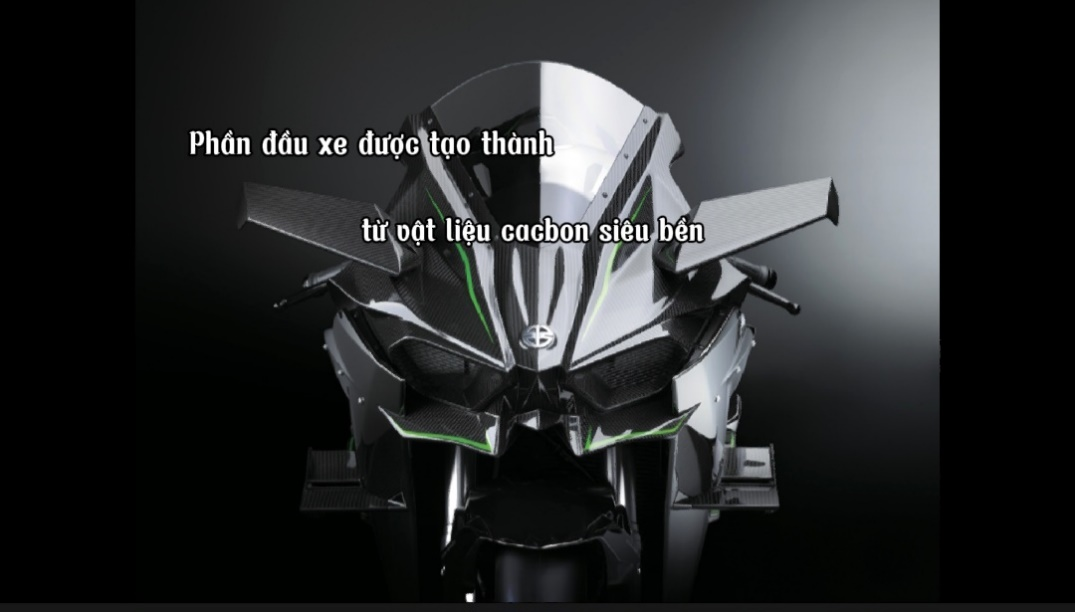 Phần đầu xe được tạo thành
từ vật liệu cacbon siêu bền